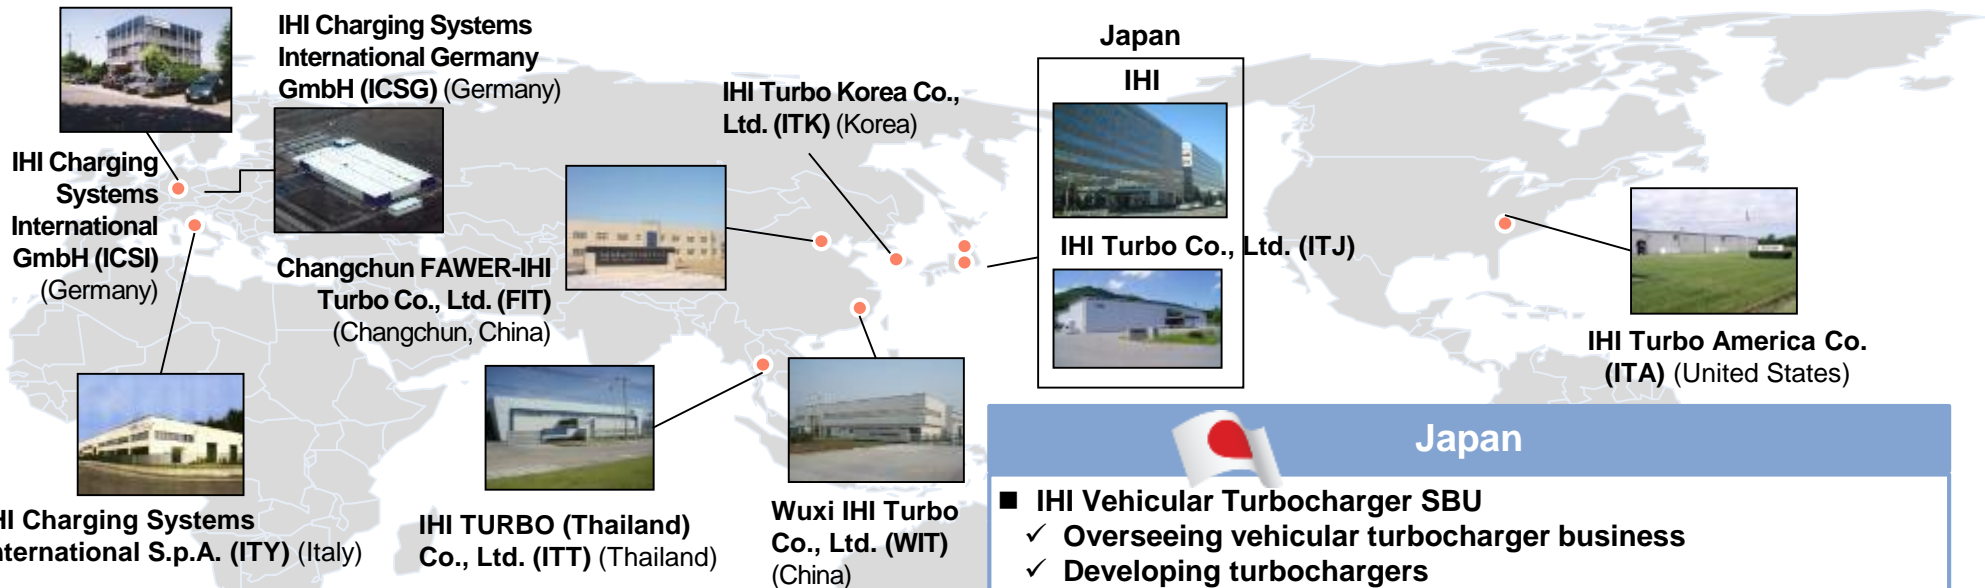 IHI Charging Systems
International Germany
GmbH (ICSG) (Germany)
IHI Charging
Systems
International
GmbH (ICSI)
(Germany)
Changchun FAWER-IHI
Turbo Co., Ltd. (FIT)
(Changchun, China)
IHI Turbo Korea Co.,
Ltd. (ITK) (Korea)
Japan
IHI
IHI Turbo Co., Ltd. (ITJ)
IHI Turbo America Co.
(ITA) (United States)
HI Charging Systems
nternational S.p.A. (ITY) (Italy)
IHI TURBO (Thailand)
Co., Ltd. (ITT) (Thailand)
Wuxi IHI Turbo
Co., Ltd. (WIT)
(China)
Japan
■ IHI Vehicular Turbocharger SBU
✓ Overseeing vehicular turbocharger business
✓ Developing turbochargers